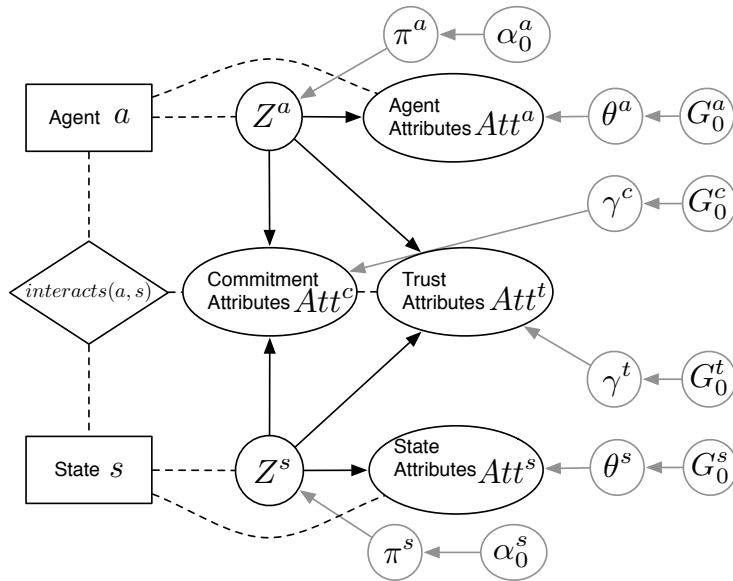 π^a α_0^a
Agent a
Z^a
Agent
Attributes Att^a
θ^a G_0^a
γ^c G_0^c
interacts(a, s)
Commitment
Attributes Att^c
Trust
Attributes Att^t
γ^t G_0^t
State s
Z^s
State
Attributes Att^s
θ^s G_0^s
π^s α_0^s